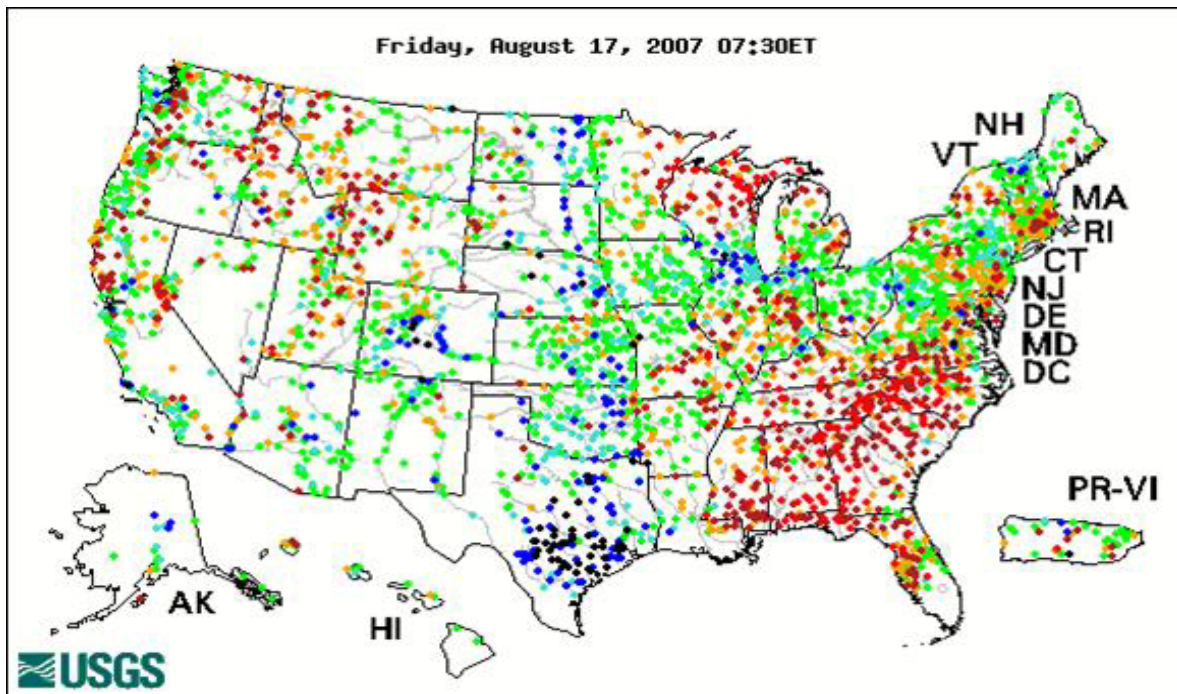 Friday, August 17, 2007 07:30ET
NH
VT
MA
RI
CT
NJ
DE
MD
DC
PR-VI
AK
HI
USGS